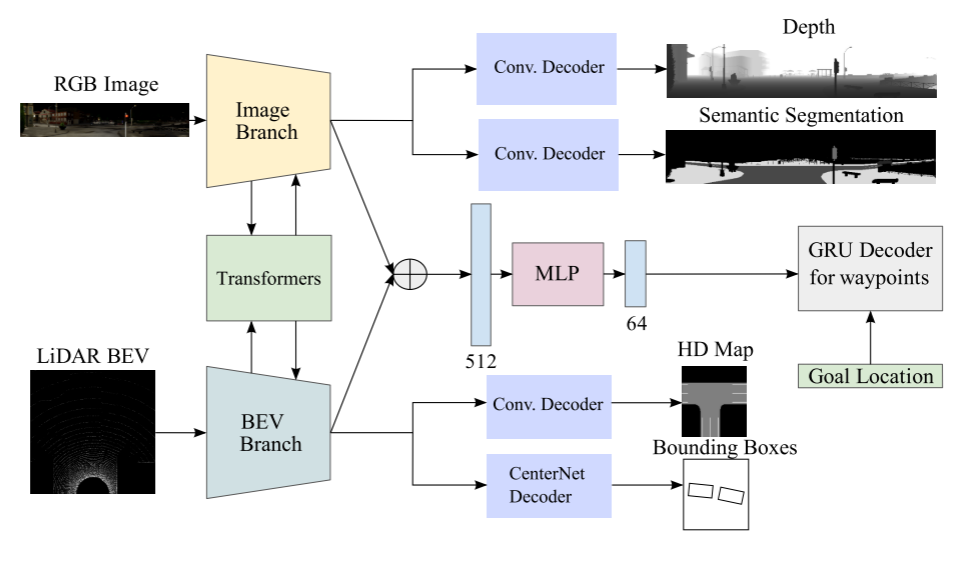 Depth
RGB Image
Conv. Decoder
Image
Branch
Semantic Segmentation
Conv. Decoder
Transformers
MLP
GRU Decoder
for waypoints
64
512
LiDAR BEV
HD Map
Goal Location
BEV
Branch
Conv. Decoder
Bounding Boxes
CenterNet
Decoder